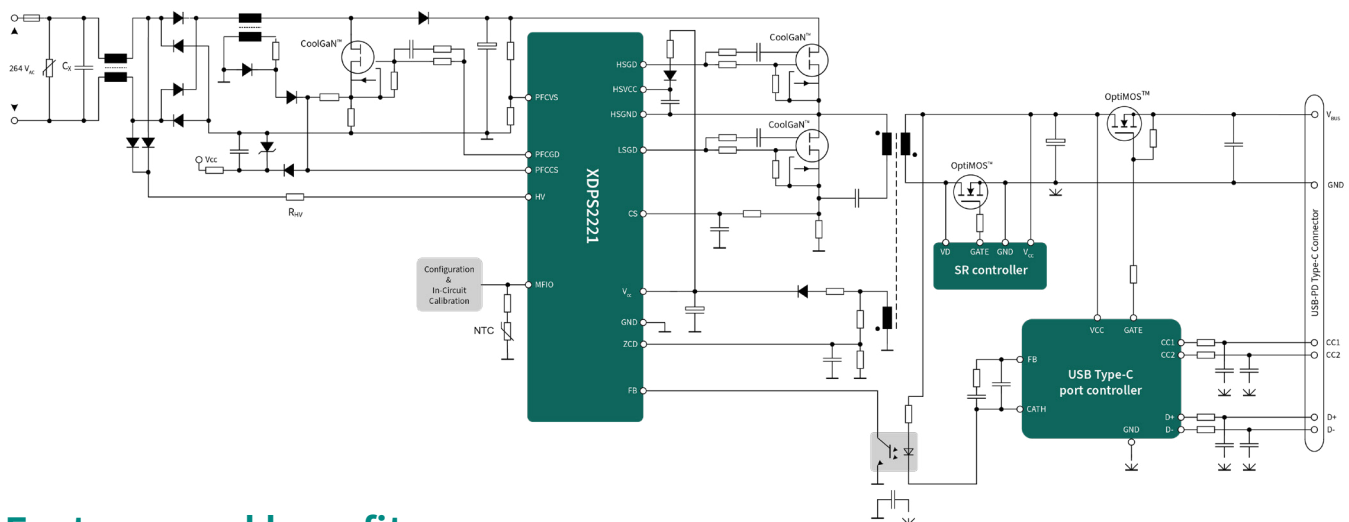 264 V AC
CX
CoolGaN™
Vcc
RHV
Configuration
&
In-Circuit
Calibration
NTC
PFCVS
PFCGD
PFCCS
HV
MFIO
XDPS2221
HSGD
HSVCC
HSGND
LSGD
CS
Vcc
GND
ZCD
FB
CoolGaN™
CoolGaN™
OptiMOS™
OptiMOS™
VD GATE GND Vcc
SR controller
VCC GATE
FB
CATH
CC1
CC2
D+
D-
GND
USB Type-C
port controller
USB-PD Type-C Connector
VBUS
GND
CC1
CC2
D+
D-